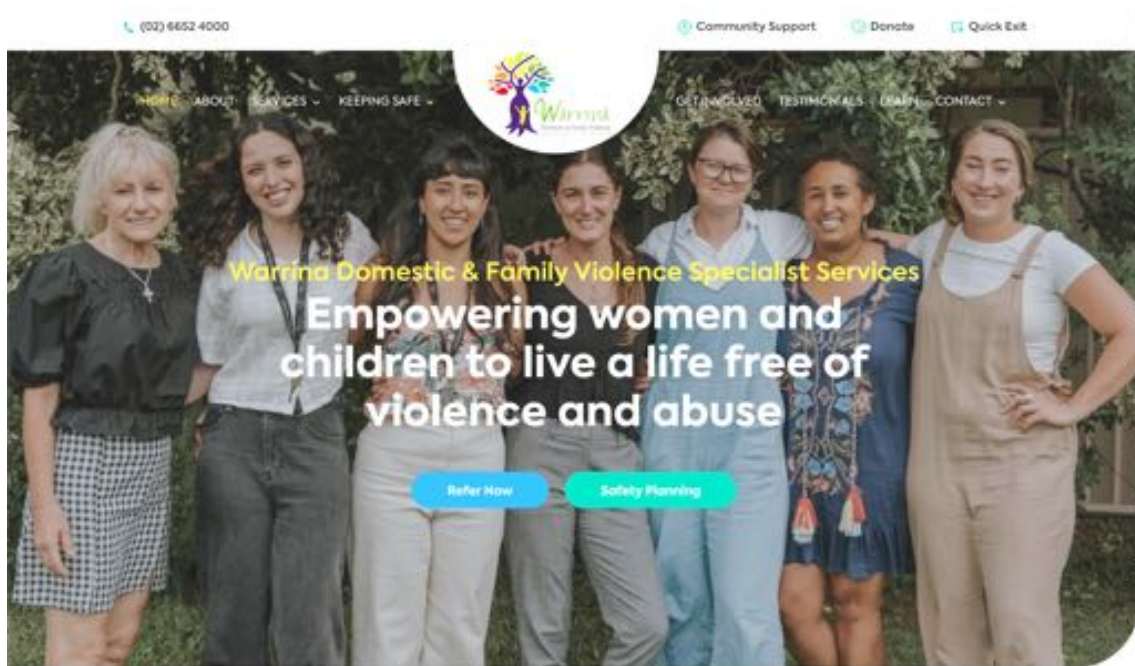 (02) 6652 4000
Community Support
Donate
Quick Exit
HOME ABOUT SERVICES KEEPING SAFE
Warrina
GET INVOLVED TESTIMONIALS LEARN CONTACT
Warrina Domestic & Family Violence Specialist Services
Empowering women and
children to live a life free of
violence and abuse
Refer Now
Safety Planning